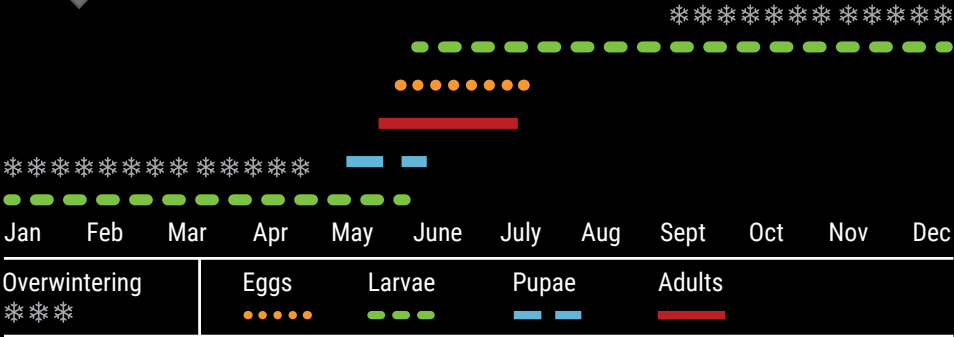 Jan Feb Mar Apr May June July Aug Sept Oct Nov Dec
Overwintering Eggs Larvae Pupae Adults